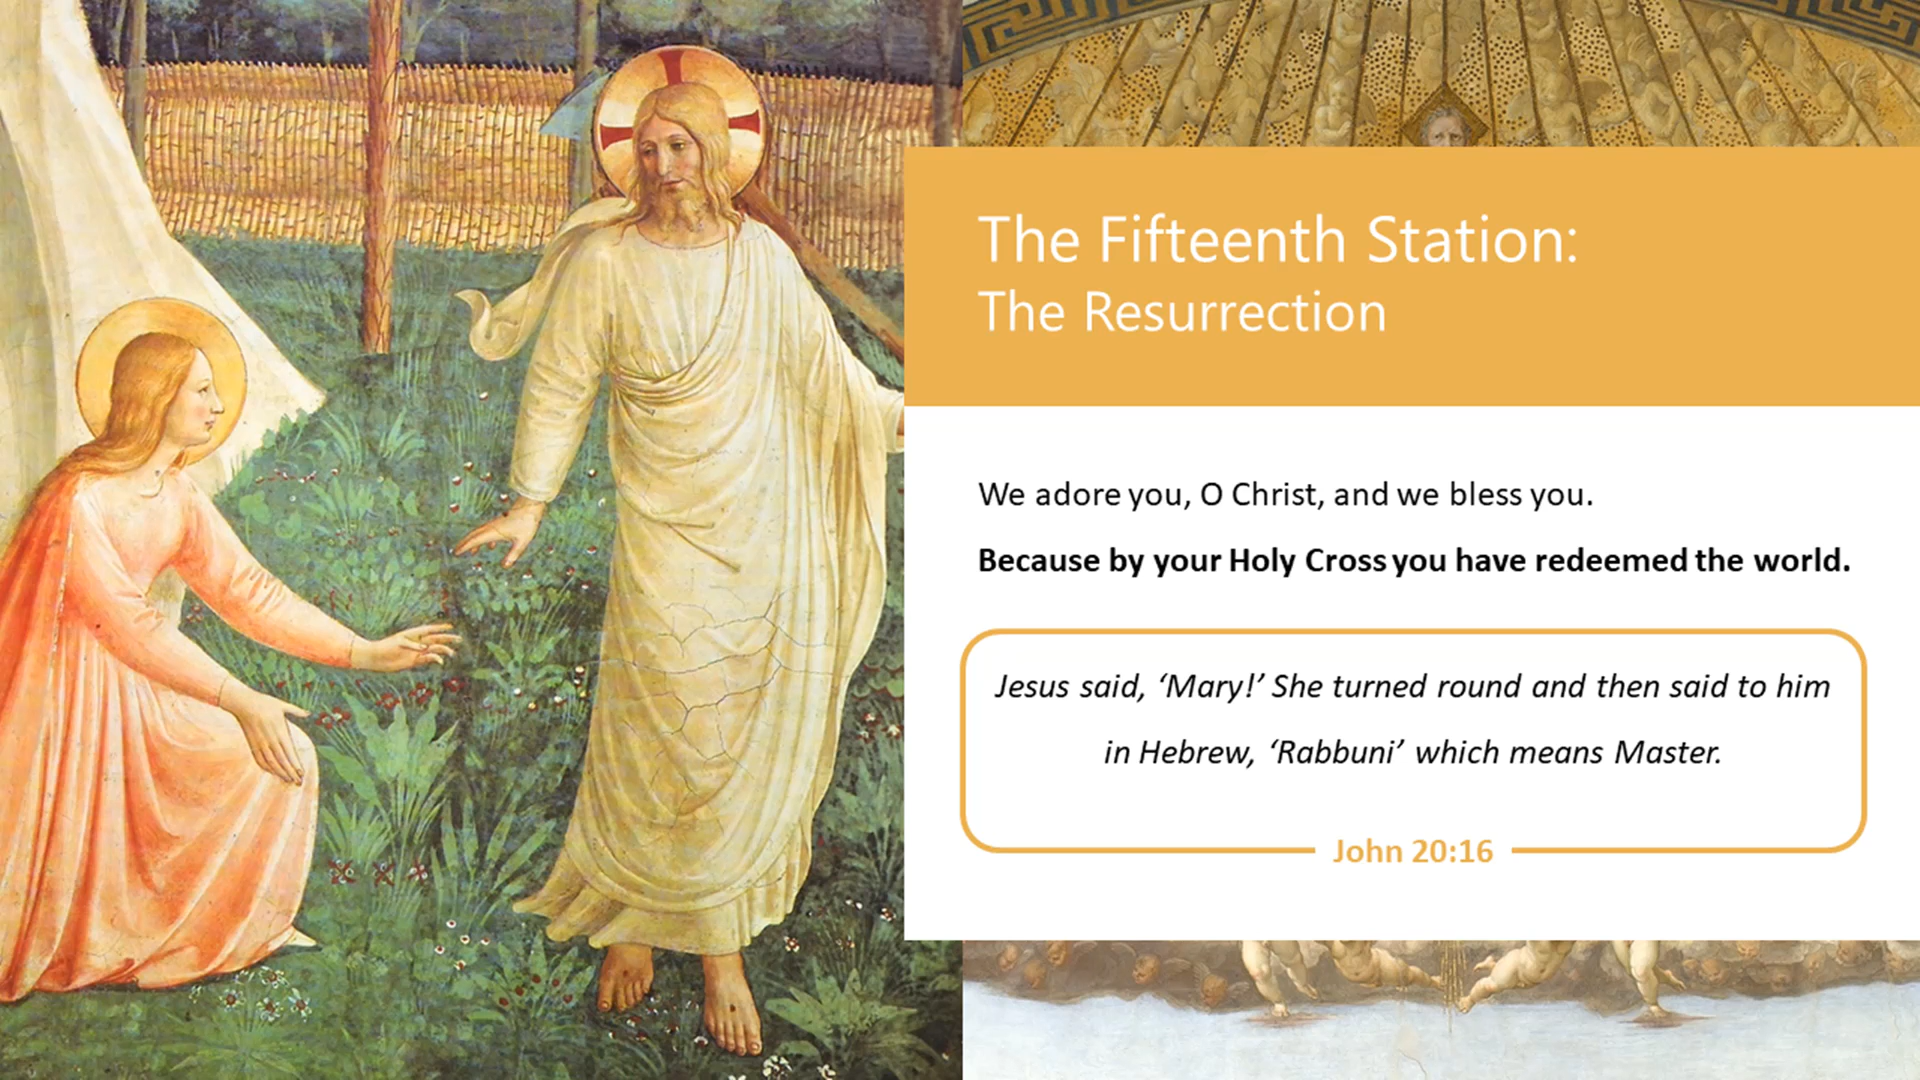 The Fifteenth Station:
The Resurrection
We adore you, O Christ, and we bless you.
Because by your Holy Cross you have redeemed the world.
Jesus said, ‘Mary!’ She turned round and then said to him
in Hebrew, ‘Rabbuni’ which means Master.
John 20:16